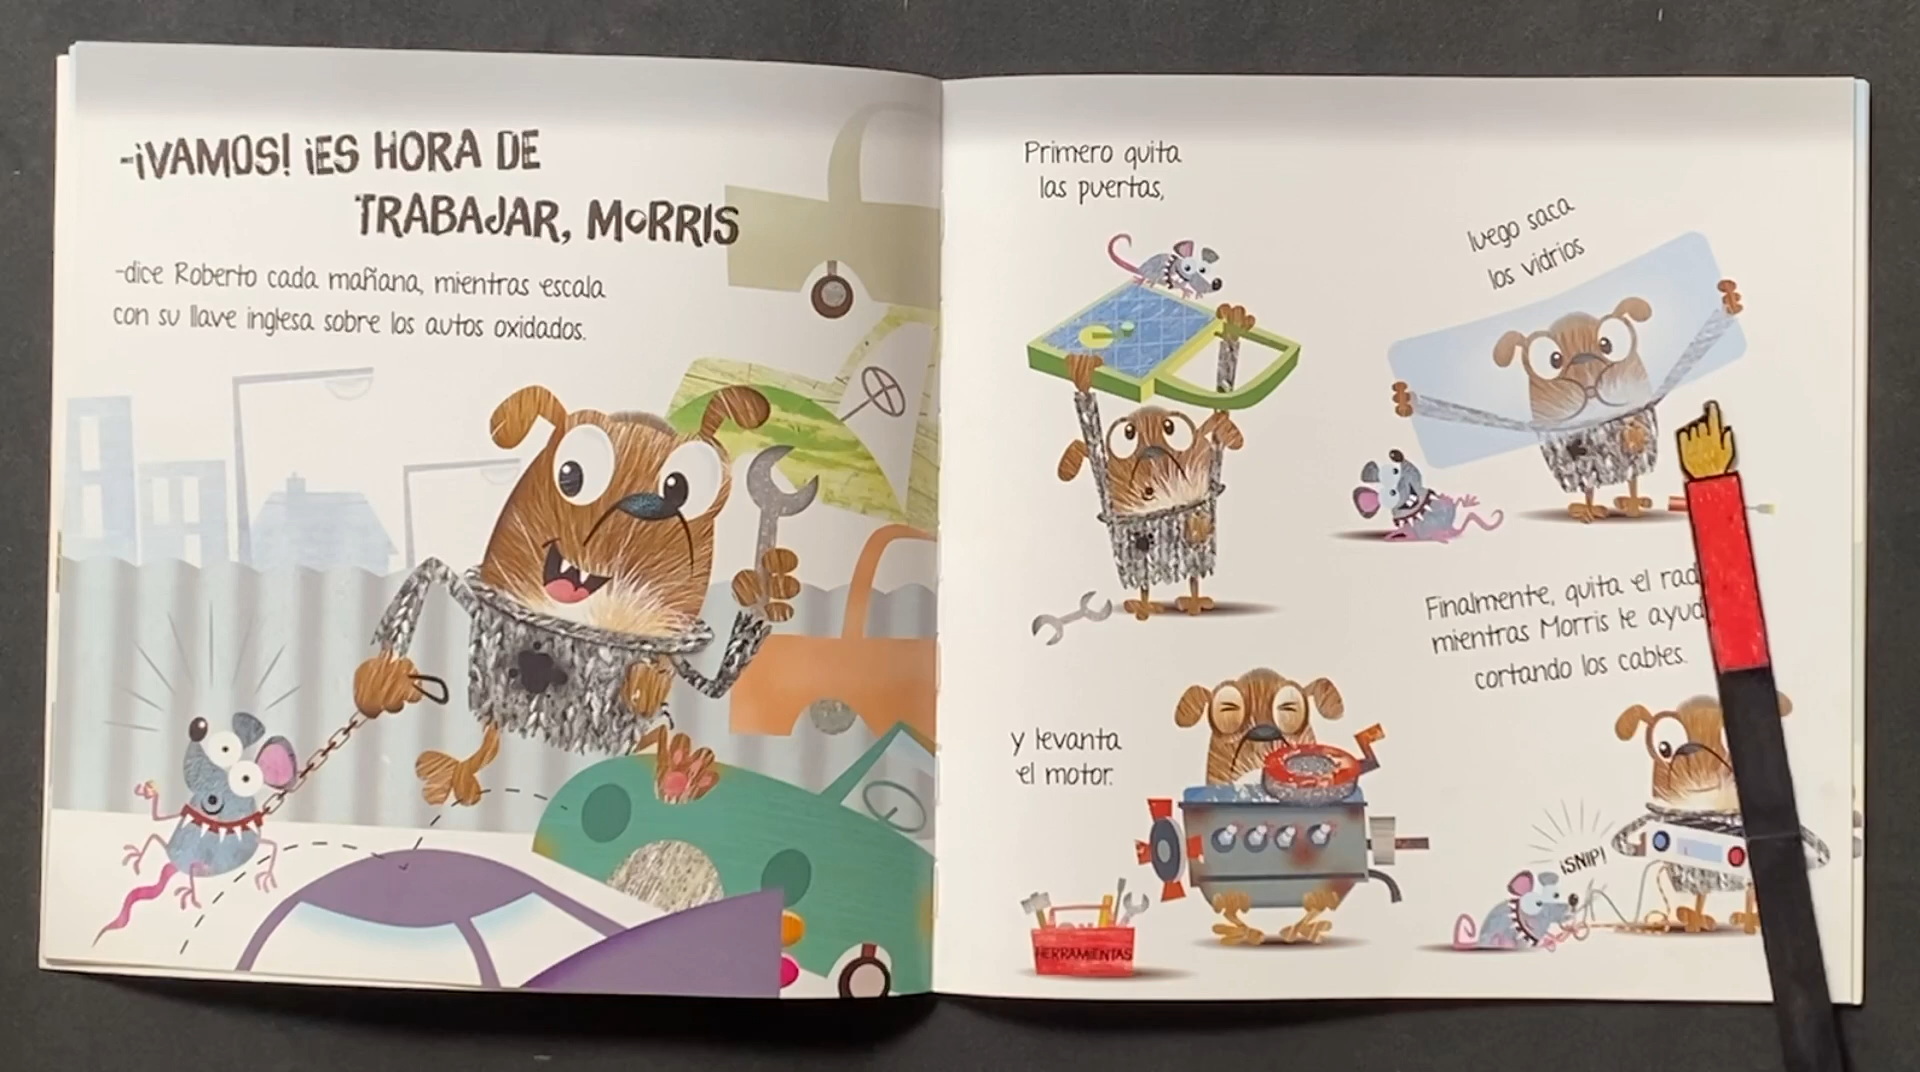 -¡VAMOS! ¡ES HORA DE
TRABAJAR, MORRIS
-dice Roberto cada mañana, mientras escala
con su llave inglesa sobre los autos oxidados.
Primero quita
las puertas,
luego saca
los vidrios
y levanta
el motor.
HERRAMIENTAS
Finalmente, quita el
mientras Morris le
cortando los cables.
¡SNIP!